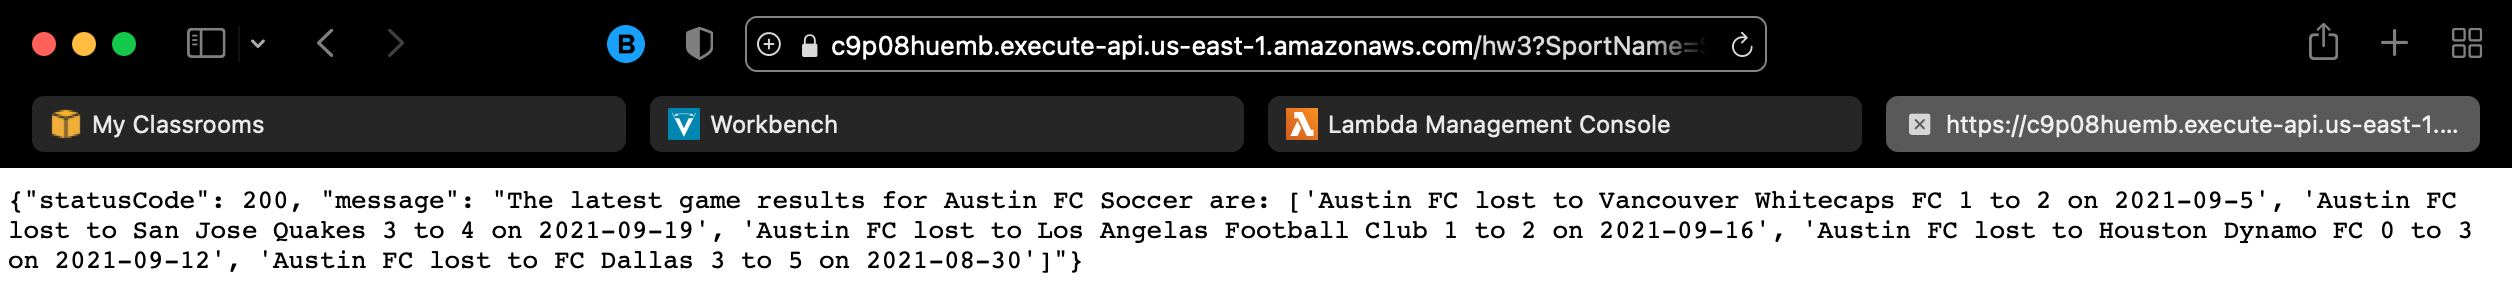 B
c9p08huemb.execute-api.us-east-1.amazonaws.com/hw3?SportName=
My Classrooms
Workbench
Lambda Management Console
https://c9p08huemb.execute-api.us-east-1....
{"statusCode": 200, "message": "The latest game results for Austin FC Soccer are: ['Austin FC lost to Vancouver Whitecaps FC 1 to 2 on 2021-09-5', 'Austin FC
lost to San Jose Quakes 3 to 4 on 2021-09-19', 'Austin FC lost to Los Angelas Football Club 1 to 2 on 2021-09-16', 'Austin FC lost to Houston Dynamo FC 0 to 3
on 2021-09-12', 'Austin FC lost to FC Dallas 3 to 5 on 2021-08-30']"}